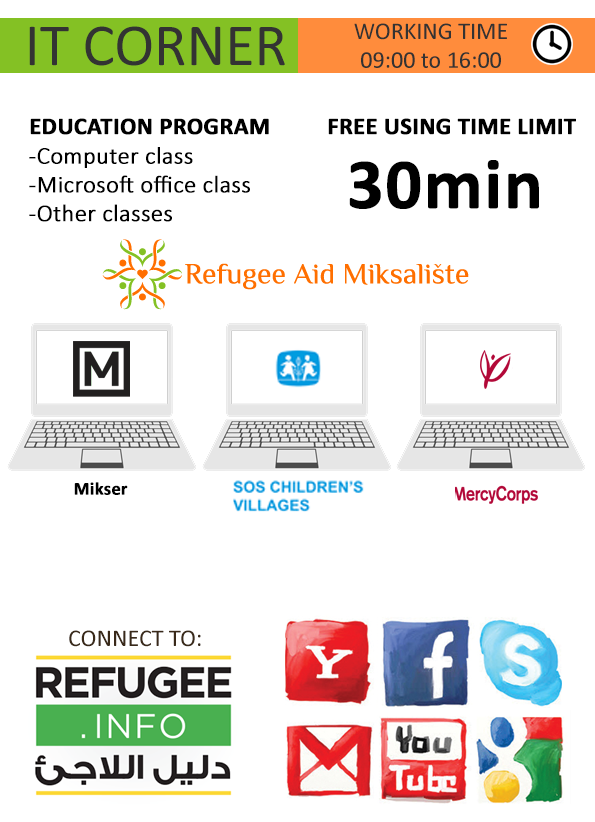 IT CORNER
WORKING TIME
09:00 to 16:00
EDUCATION PROGRAM
-Computer class
-Microsoft office class
-Other classes
FREE USING TIME LIMIT
30min
Refugee Aid Miksalište
M
Mikser
SOS CHILDREN'S
VILLAGES
MercyCorps
CONNECT TO:
REFUGEE
.INFO
دليل اللاجئ
Y
f
S
M
You
Tube
g